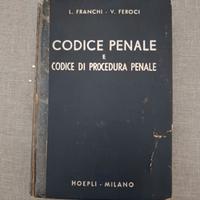 L. FRANCHI - V. FEROCI
CODICE PENALE
E
CODICE DI PROCEDURA PENALE
HOEPLI - MILANO